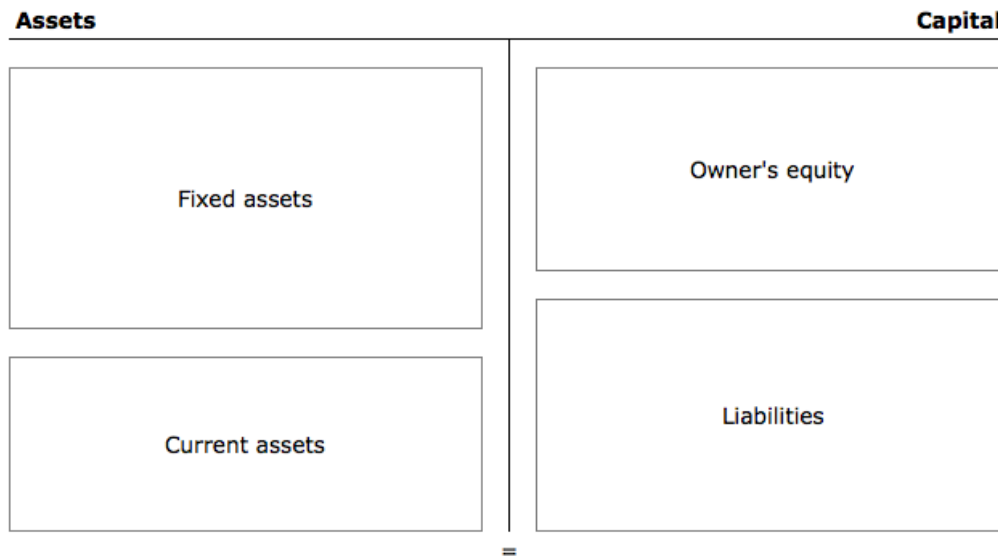 Assets
Capital
Fixed assets
Owner's equity
Current assets
Liabilities
=